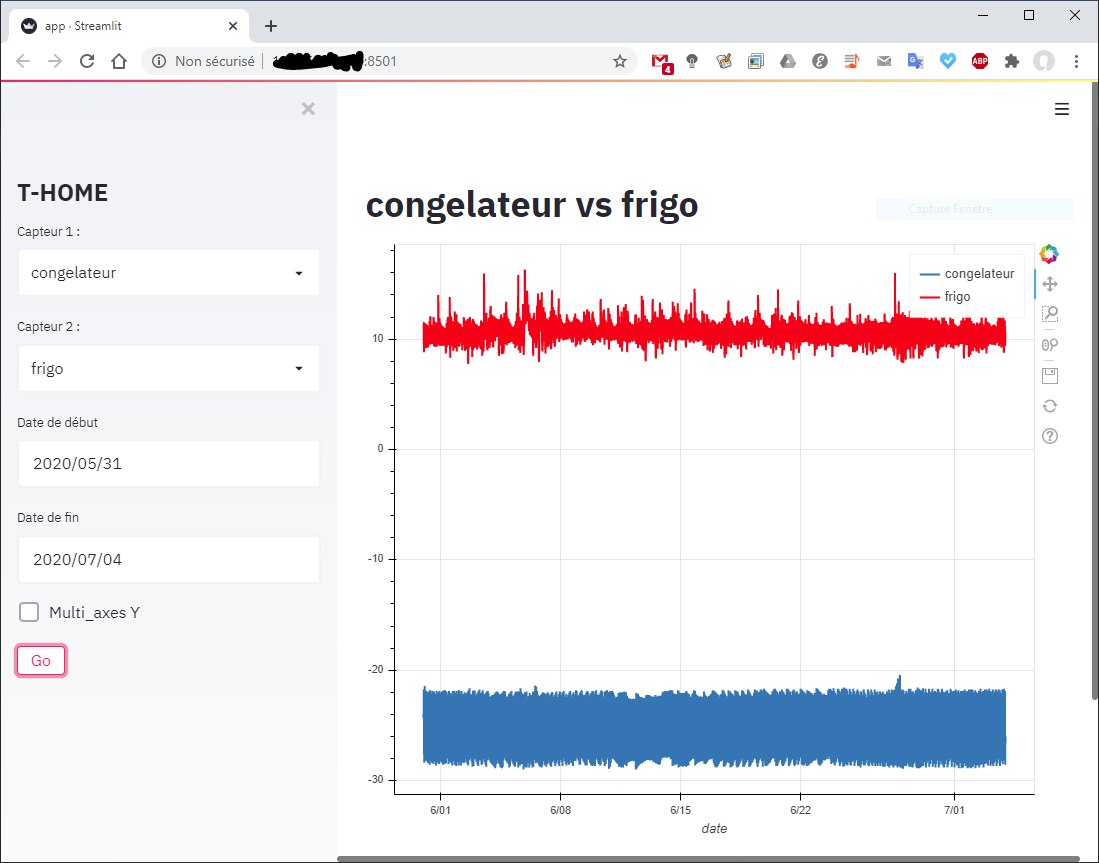 app · Streamlit
Non sécurisé
:8501
4
ABP
T-HOME
Capteur 1 :
congelateur
Capteur 2 :
frigo
Date de début
2020/05/31
Date de fin
2020/07/04
Multi_axes Y
Go
congelateur vs frigo
Capture Fenêtre
congelateur
frigo
10
0
-10
-20
-30
6/01 6/08 6/15 6/22 7/01
date